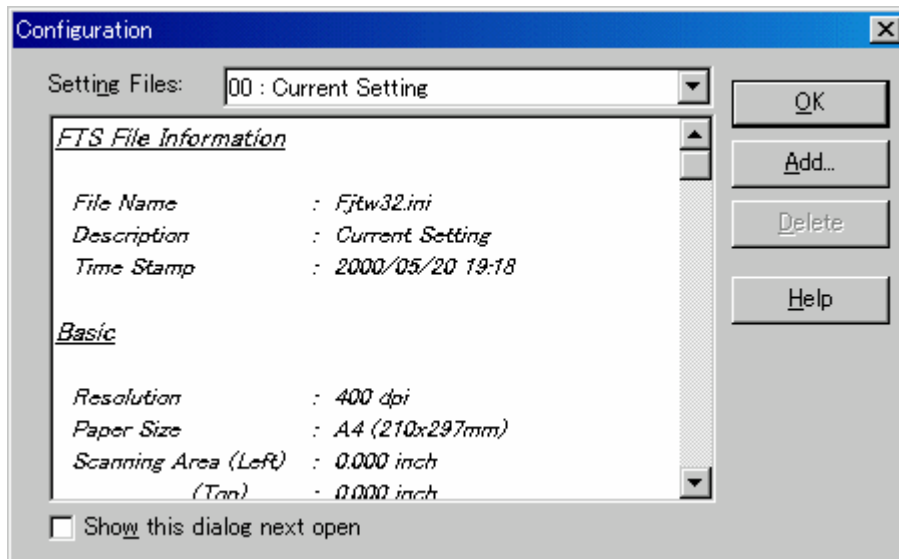 Configuration
Setting Files: 00 : Current Setting
OK
FTS File Information
Add...
File Name : Fjtw32.ini
Description : Current Setting
Delete
Time Stamp : 2000/05/20 19:18
Help
Basic
Resolution : 400 dpi
Paper Size : A4 (210x297mm)
Scanning Area (Left) : 0.000 inch
(Top) : 0.000 inch
Show this dialog next open